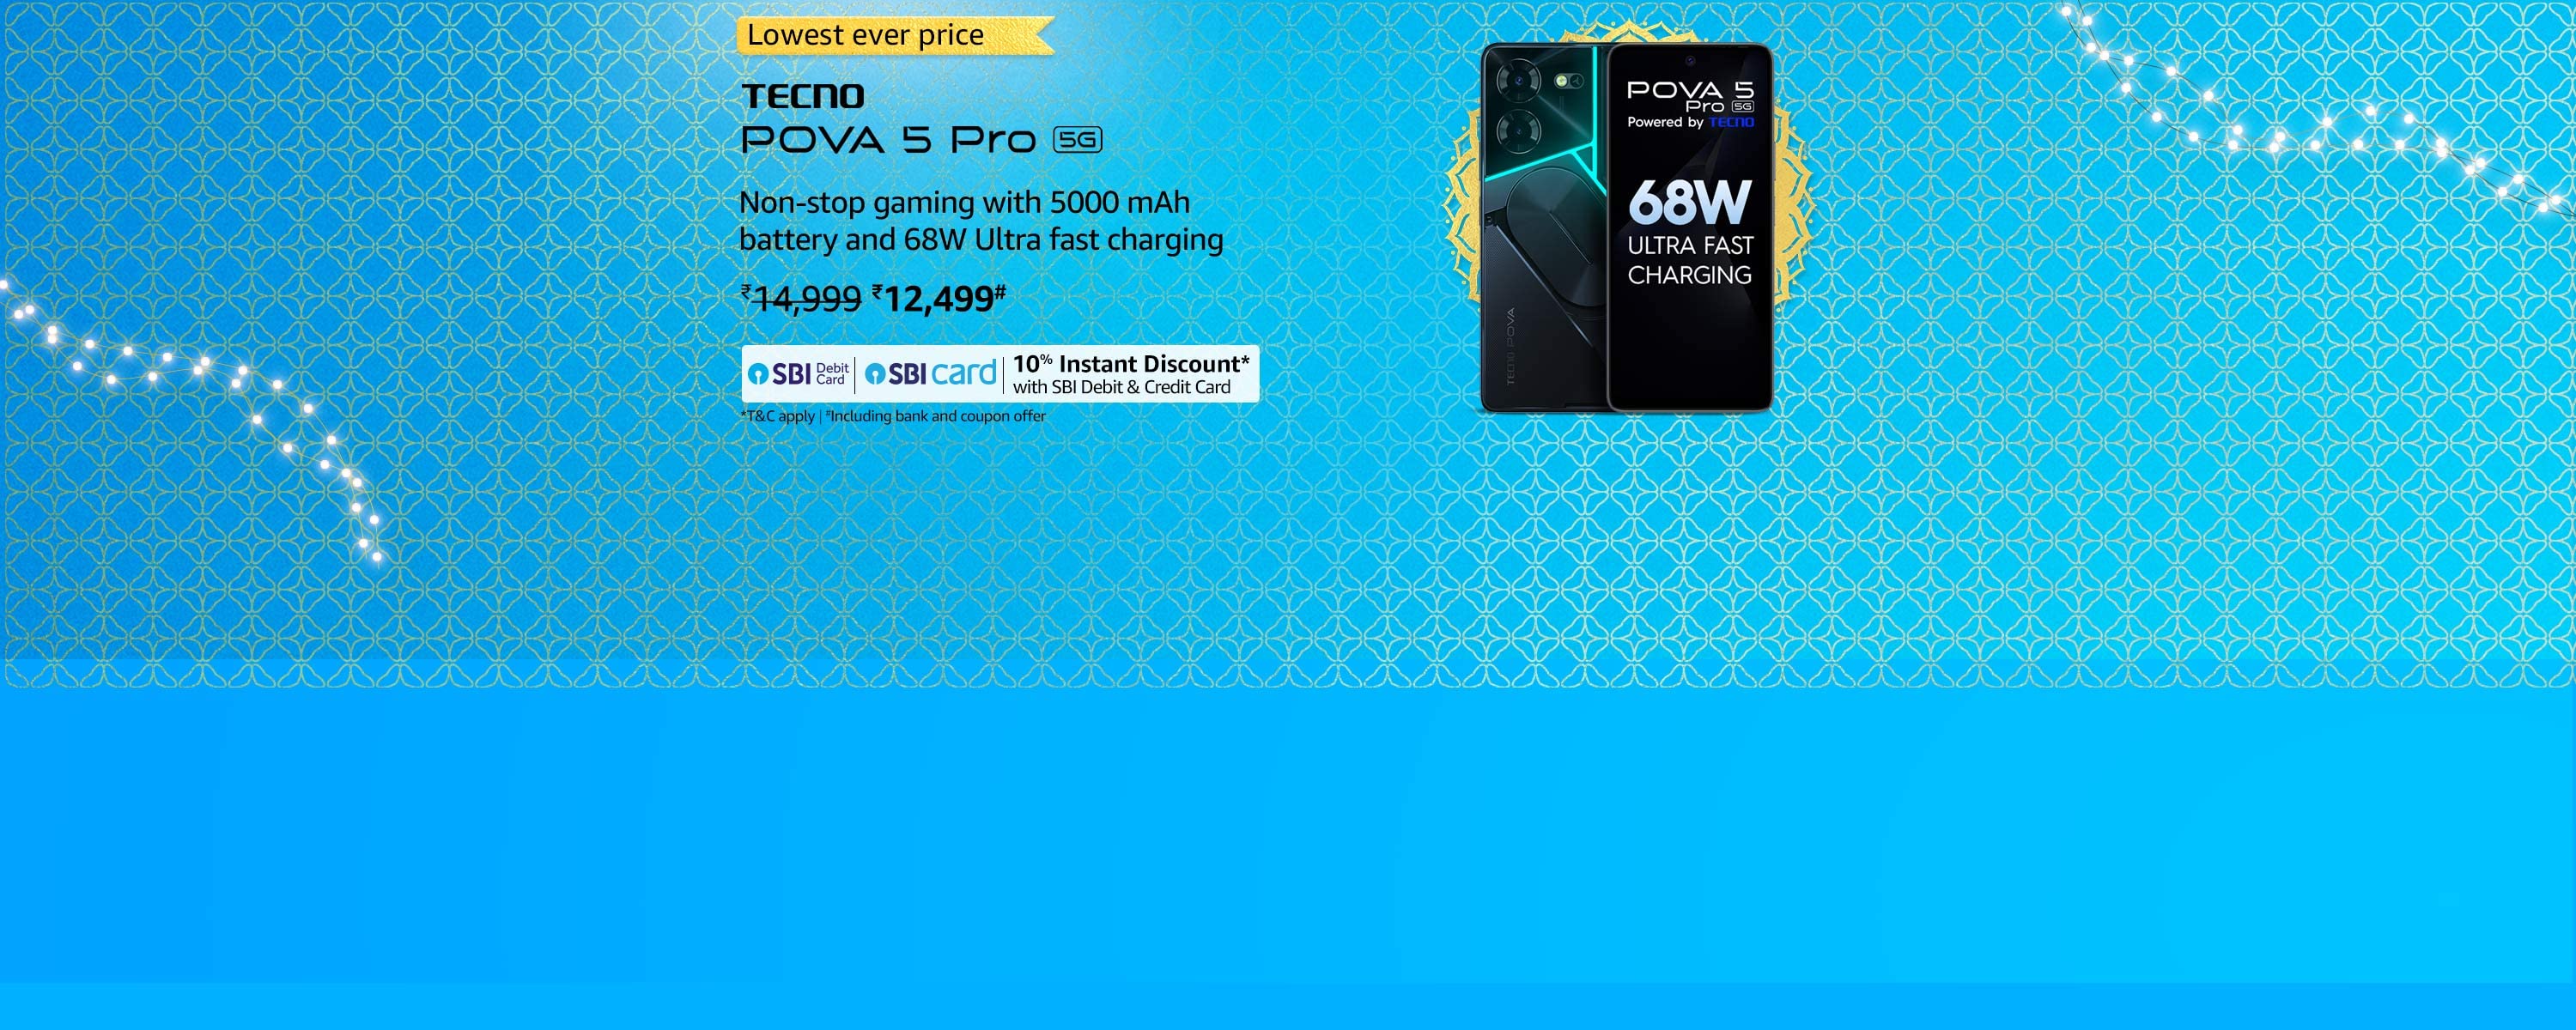 Lowest ever price
TECNO
POVA 5 Pro 5G
Non-stop gaming with 5000 mAh
battery and 68W Ultra fast charging
₹14,999 ₹12,499#
SBI Debit Card | SBI card | 10% Instant Discount*
with SBI Debit & Credit Card
*T&C apply | #Including bank and coupon offer
POVA 5
Pro 5G
Powered by TECNO
68W
ULTRA FAST
CHARGING
TECNO POVA